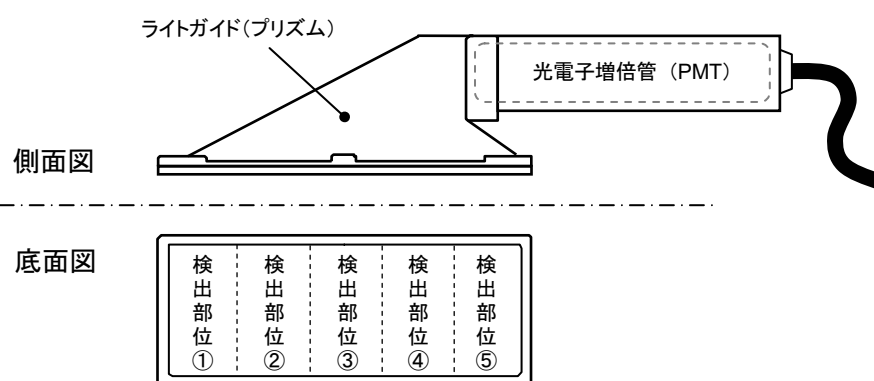 ライトガイド(プリズム)
光電子増倍管 (PMT)
側面図
底面図
検出部位①
検出部位②
検出部位③
検出部位④
検出部位⑤